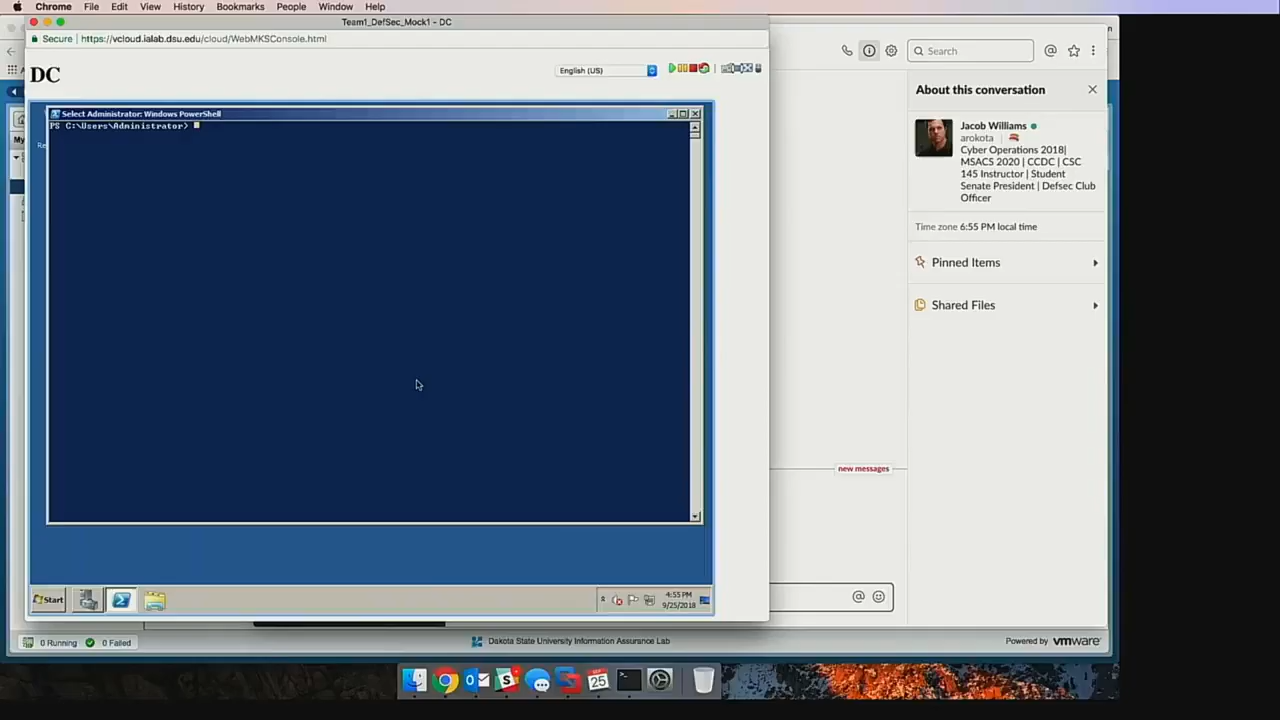 Chrome File Edit View History Bookmarks People Window Help
Team1_DefSec_Mock1 - DC
Secure https://vcloud.ialab.dsu.edu/cloud/WebMKSConsole.html
DC
English (US)
Select Administrator: Windows PowerShell
PS C:\Users\Administrator>
Re
My
Start
4:55 PM
9/25/2018
Search
About this conversation
Jacob Williams
arokota
Cyber Operations 2018|
MSACS 2020 | CCDC | CSC
145 Instructor | Student
Senate President | Defsec Club
Officer
Time zone 6:55 PM local time
Pinned Items
Shared Files
new messages
0 Running 0 Failed
Dakota State University Information Assurance Lab
Powered by vmware
SEP
25